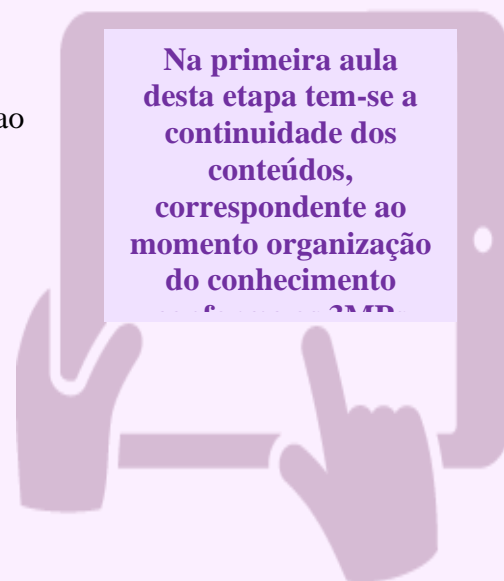 Na primeira aula
desta etapa tem-se a
ao
continuidade dos
conteúdos,
correspondente ao
momento organização
do conhecimento